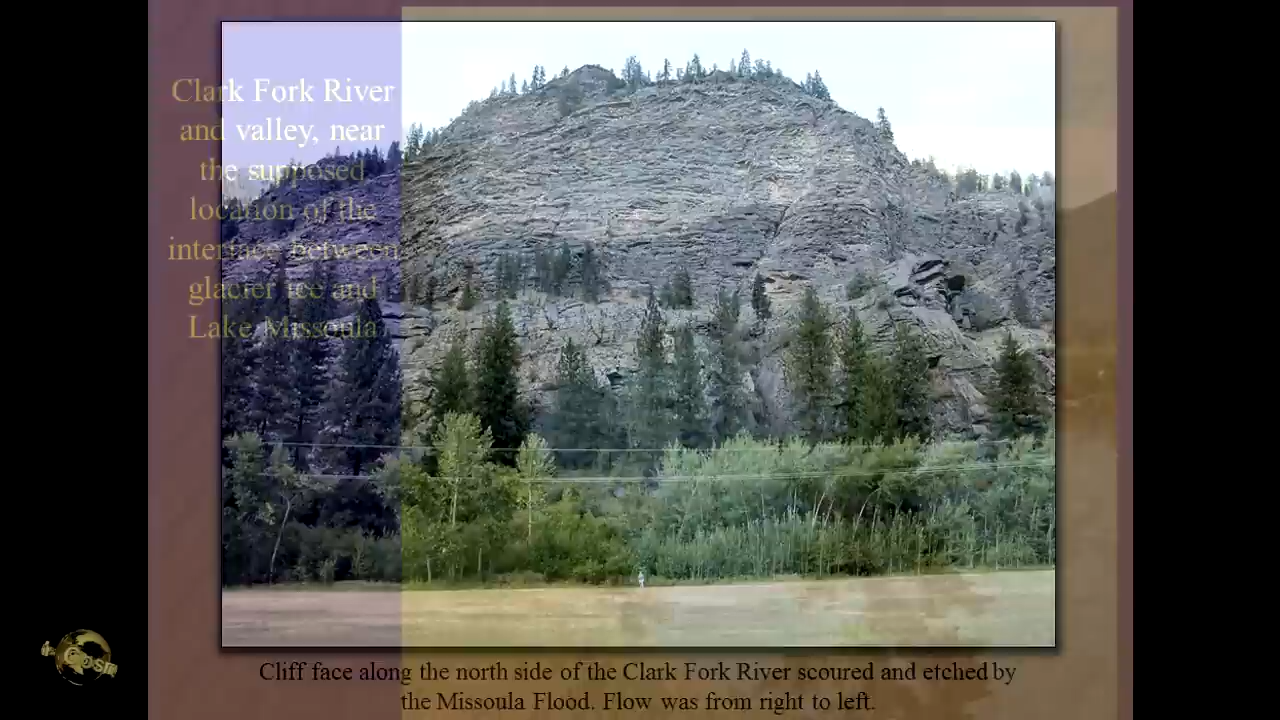 Clark Fork River
and valley, near
the supposed
location of the
interface between
glacier ice and
Lake Missoula
Cliff face along the north side of the Clark Fork River scoured and etched by
the Missoula Flood. Flow was from right to left.